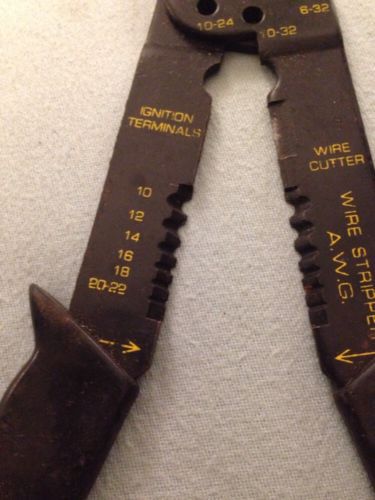 10-24
6-32
10-32
IGNITION
TERMINALS
WIRE
CUTTER
10
12
14
16
18
20-22
WIRE STRIPPER
A.W.G.